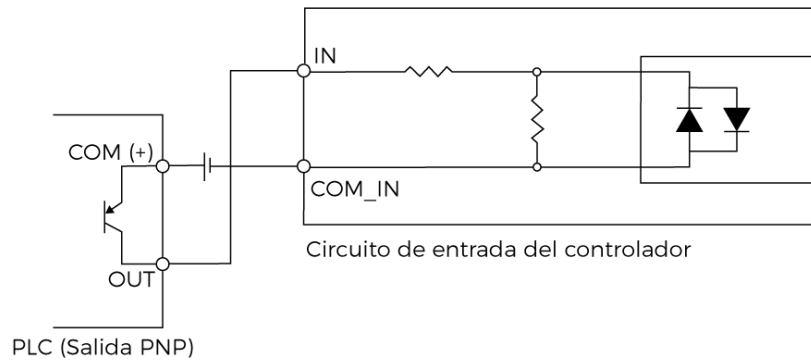 IN
COM (+)
COM_IN
Circuito de entrada del controlador
OUT
PLC (Salida PNP)